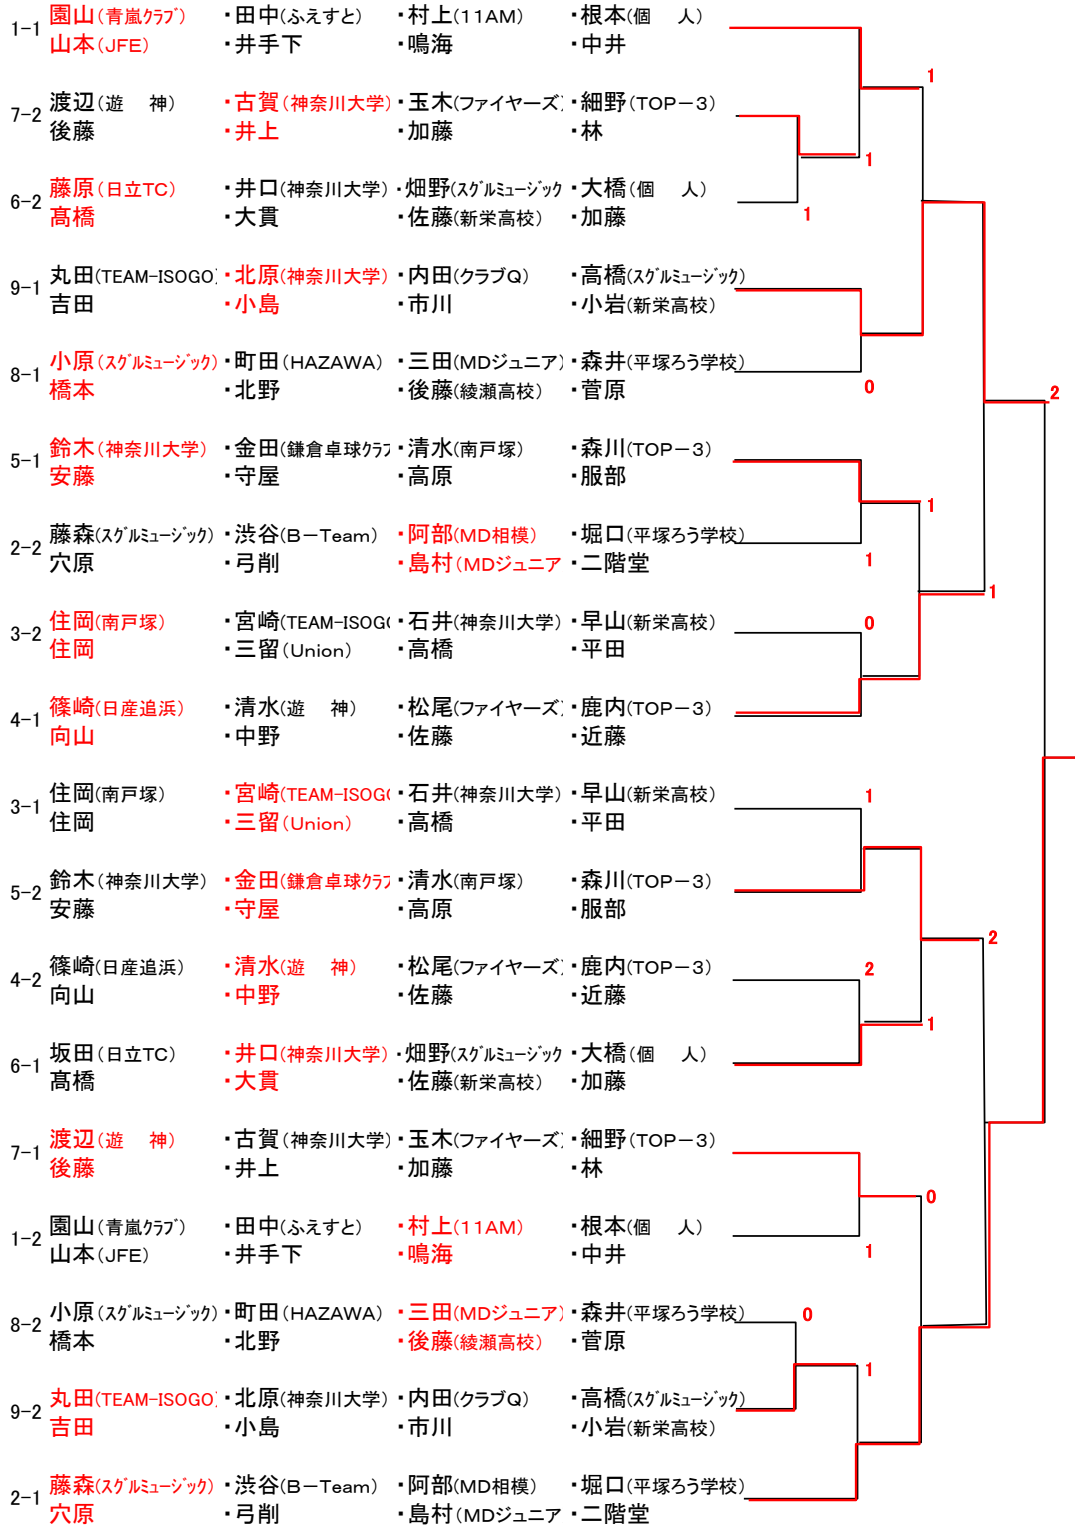 1-1 園山(青嵐ｸﾗﾌﾞ) ・田中(ふえすと) ・村上(11AM) ・根本(個　人)
山本(JFE) ・井手下 ・鳴海 ・中井
1
7-2 渡辺(遊　神) ・古賀(神奈川大学) ・玉木(ファイヤーズ) ・細野(TOP－3)
後藤 ・井上 ・加藤 ・林
1
6-2 藤原(日立TC) ・井口(神奈川大学) ・畑野(ｽｸﾞﾙミュージック ・大橋(個　人)
髙橋 ・大貫 ・佐藤(新栄高校) ・加藤
1
9-1 丸田(TEAM-ISOGO) ・北原(神奈川大学) ・内田(クラブQ) ・高橋(ｽｸﾞﾙﾐｭｰｼﾞｯｸ)
吉田 ・小島 ・市川 ・小岩(新栄高校)
8-1 小原(ｽｸﾞﾙﾐｭｰｼﾞｯｸ) ・町田(HAZAWA) ・三田(MDジュニア) ・森井(平塚ろう学校)
橋本 ・北野 ・後藤(綾瀬高校) ・菅原
0
2
5-1 鈴木(神奈川大学) ・金田(鎌倉卓球ｸﾗﾌ ・清水(南戸塚) ・森川(TOP－3)
安藤 ・守屋 ・高原 ・服部
1
2-2 藤森(ｽｸﾞﾙﾐｭｰｼﾞｯｸ) ・渋谷(B－Team) ・阿部(MD相模) ・堀口(平塚ろう学校)
穴原 ・弓削 ・島村(MDジュニア ・二階堂
1
1
3-2 住岡(南戸塚) ・宮崎(TEAM-ISOG ・石井(神奈川大学) ・早山(新栄高校)
住岡 ・三留(Union) ・高橋 ・平田
0
4-1 篠崎(日産追浜) ・清水(遊　神) ・松尾(ファイヤーズ) ・鹿内(TOP－3)
向山 ・中野 ・佐藤 ・近藤
3-1 住岡(南戸塚) ・宮崎(TEAM-ISOG ・石井(神奈川大学) ・早山(新栄高校)
住岡 ・三留(Union) ・高橋 ・平田
1
5-2 鈴木(神奈川大学) ・金田(鎌倉卓球ｸﾗﾌ ・清水(南戸塚) ・森川(TOP－3)
安藤 ・守屋 ・高原 ・服部
2
4-2 篠崎(日産追浜) ・清水(遊　神) ・松尾(ファイヤーズ) ・鹿内(TOP－3)
向山 ・中野 ・佐藤 ・近藤
2
1
6-1 坂田(日立TC) ・井口(神奈川大学) ・畑野(ｽｸﾞﾙミュージック ・大橋(個　人)
髙橋 ・大貫 ・佐藤(新栄高校) ・加藤
7-1 渡辺(遊　神) ・古賀(神奈川大学) ・玉木(ファイヤーズ) ・細野(TOP－3)
後藤 ・井上 ・加藤 ・林
0
1-2 園山(青嵐ｸﾗﾌﾞ) ・田中(ふえすと) ・村上(11AM) ・根本(個　人)
山本(JFE) ・井手下 ・鳴海 ・中井
1
8-2 小原(ｽｸﾞﾙﾐｭｰｼﾞｯｸ) ・町田(HAZAWA) ・三田(MDジュニア) ・森井(平塚ろう学校)
橋本 ・北野 ・後藤(綾瀬高校) ・菅原
0
1
9-2 丸田(TEAM-ISOGO) ・北原(神奈川大学) ・内田(クラブQ) ・高橋(ｽｸﾞﾙﾐｭｰｼﾞｯｸ)
吉田 ・小島 ・市川 ・小岩(新栄高校)
2-1 藤森(ｽｸﾞﾙﾐｭｰｼﾞｯｸ) ・渋谷(B－Team) ・阿部(MD相模) ・堀口(平塚ろう学校)
穴原 ・弓削 ・島村(MDジュニア ・二階堂